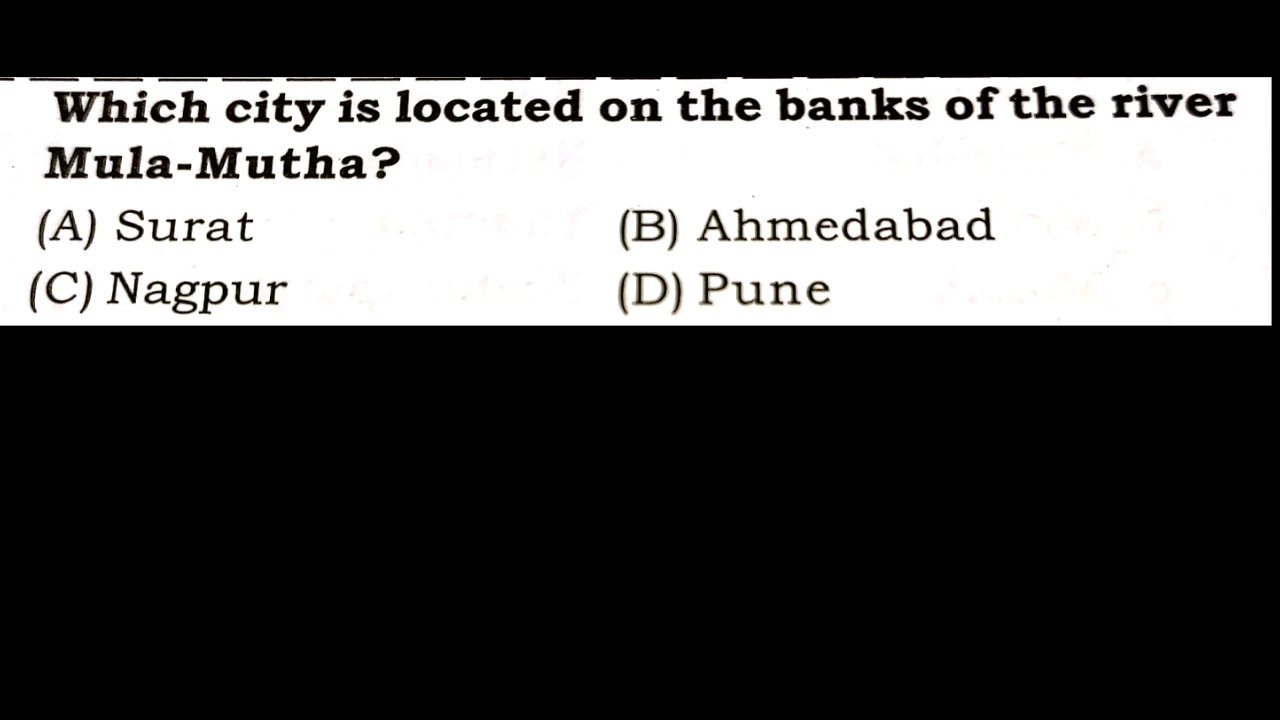 Which city is located on the banks of the river
Mula-Mutha?
(A) Surat (B) Ahmedabad
(C) Nagpur (D) Pune